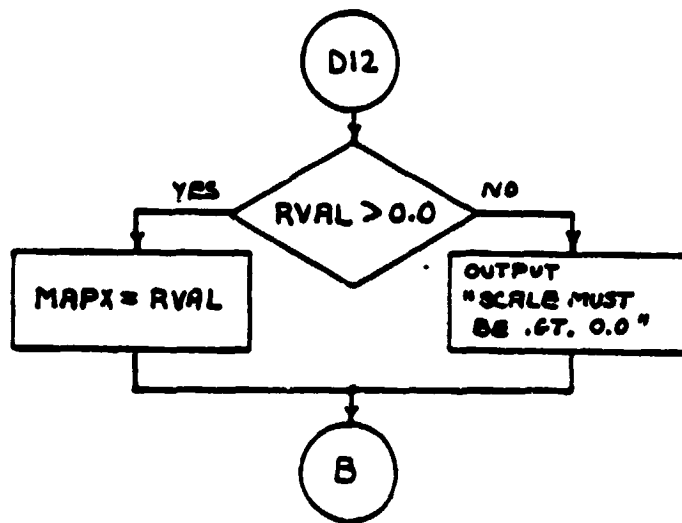 D12
YES
RVAL > 0.0
NO
MAPX = RVAL
OUTPUT
"SCALE MUST
BE .GT. 0.0"
B